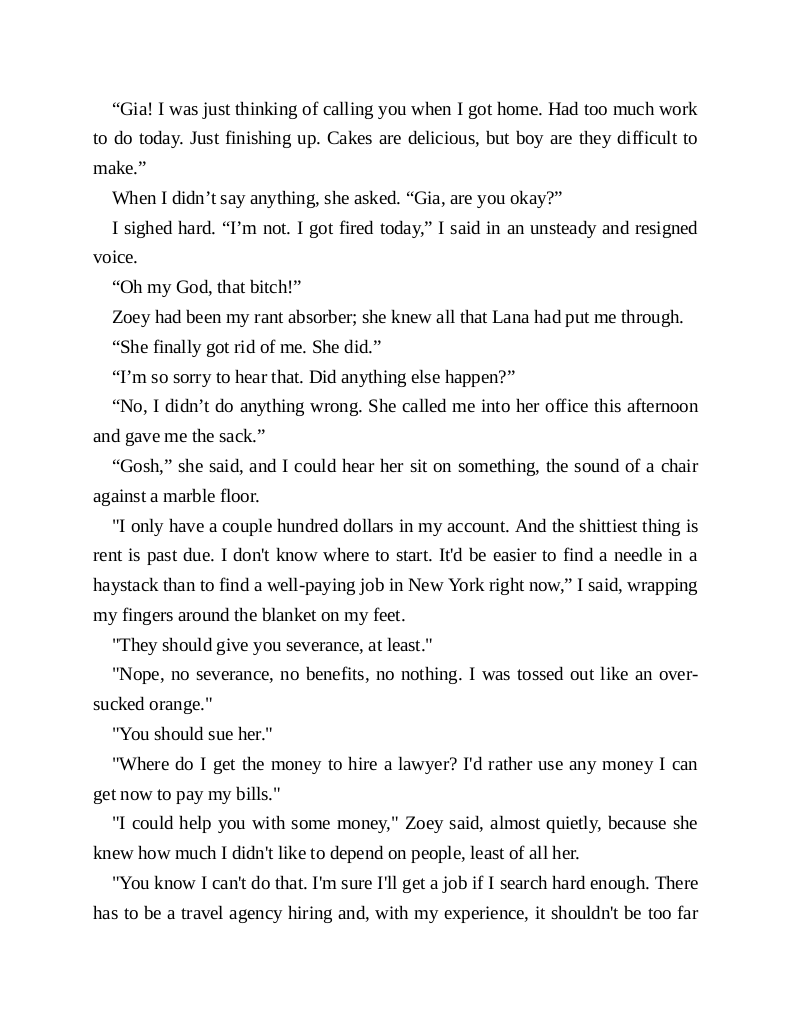 “Gia! I was just thinking of calling you when I got home. Had too much work
to do today. Just finishing up. Cakes are delicious, but boy are they difficult to
make.”
When I didn’t say anything, she asked. “Gia, are you okay?”
I sighed hard. “I’m not. I got fired today,” I said in an unsteady and resigned
voice.
“Oh my God, that bitch!”
Zoey had been my rant absorber; she knew all that Lana had put me through.
“She finally got rid of me. She did.”
“I’m so sorry to hear that. Did anything else happen?”
“No, I didn’t do anything wrong. She called me into her office this afternoon
and gave me the sack.”
“Gosh,” she said, and I could hear her sit on something, the sound of a chair
against a marble floor.
"I only have a couple hundred dollars in my account. And the shittiest thing is
rent is past due. I don't know where to start. It'd be easier to find a needle in a
haystack than to find a well-paying job in New York right now,” I said, wrapping
my fingers around the blanket on my feet.
"They should give you severance, at least."
"Nope, no severance, no benefits, no nothing. I was tossed out like an over-
sucked orange."
"You should sue her."
"Where do I get the money to hire a lawyer? I'd rather use any money I can
get now to pay my bills."
"I could help you with some money," Zoey said, almost quietly, because she
knew how much I didn't like to depend on people, least of all her.
"You know I can't do that. I'm sure I'll get a job if I search hard enough. There
has to be a travel agency hiring and, with my experience, it shouldn't be too far